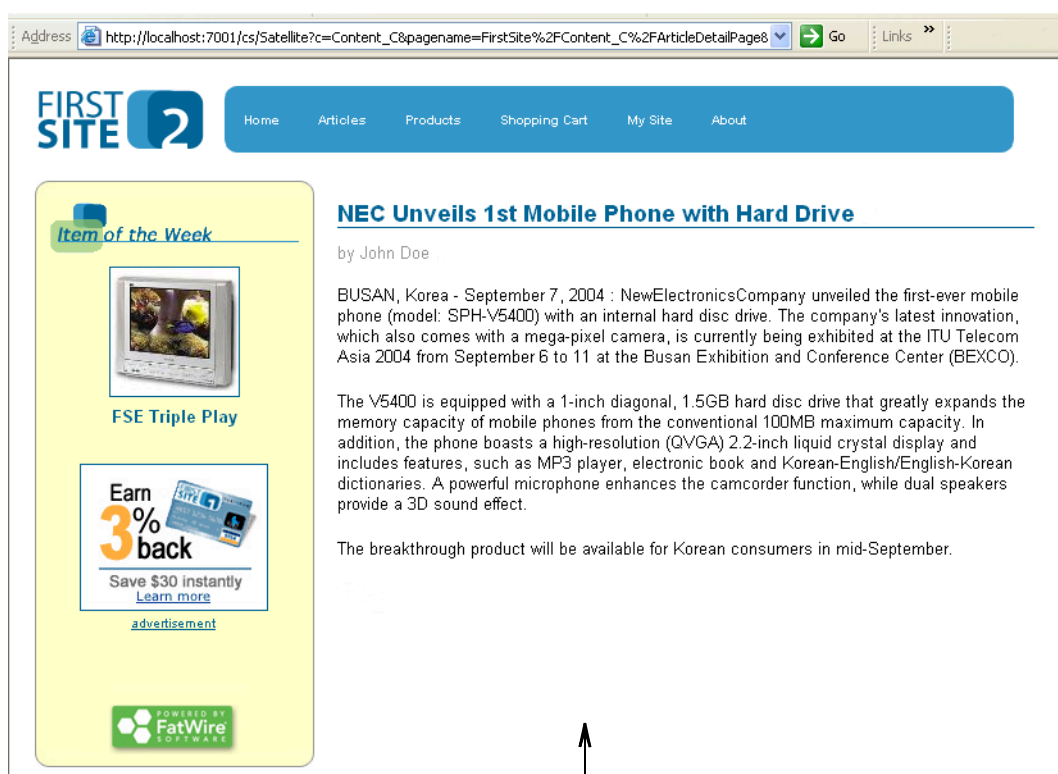 Address http://localhost:7001/cs/Satellite?c=Content_C&pagename=FirstSite%2FContent_C%2FArticleDetailPage& Go Links »
FIRST
SITE 2
Home Articles Products Shopping Cart My Site About
Item of the Week
FSE Triple Play
Earn
3%
back
Save $30 instantly
Learn more
advertisement
POWERED BY
FatWire
SOFTWARE
NEC Unveils 1st Mobile Phone with Hard Drive
by John Doe
BUSAN, Korea - September 7, 2004 : NewElectronicsCompany unveiled the first-ever mobile
phone (model: SPH-V5400) with an internal hard disc drive. The company's latest innovation,
which also comes with a mega-pixel camera, is currently being exhibited at the ITU Telecom
Asia 2004 from September 6 to 11 at the Busan Exhibition and Conference Center (BEXCO).
The V5400 is equipped with a 1-inch diagonal, 1.5GB hard disc drive that greatly expands the
memory capacity of mobile phones from the conventional 100MB maximum capacity. In
addition, the phone boasts a high-resolution (QVGA) 2.2-inch liquid crystal display and
includes features, such as MP3 player, electronic book and Korean-English/English-Korean
dictionaries. A powerful microphone enhances the camcorder function, while dual speakers
provide a 3D sound effect.
The breakthrough product will be available for Korean consumers in mid-September.